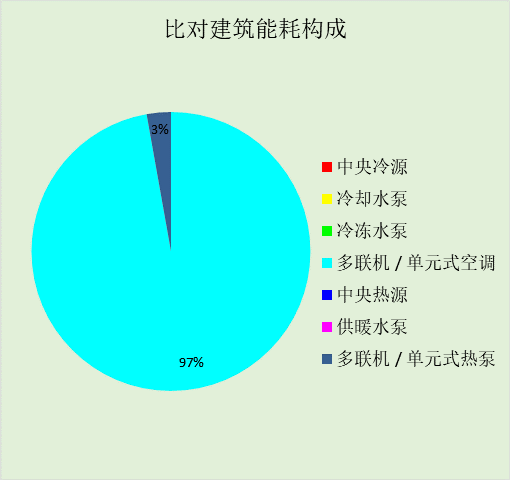 比对建筑能耗构成
3%
97%
中央冷源
冷却水泵
冷冻水泵
多联机 / 单元式空调
中央热源
供暖水泵
多联机 / 单元式热泵